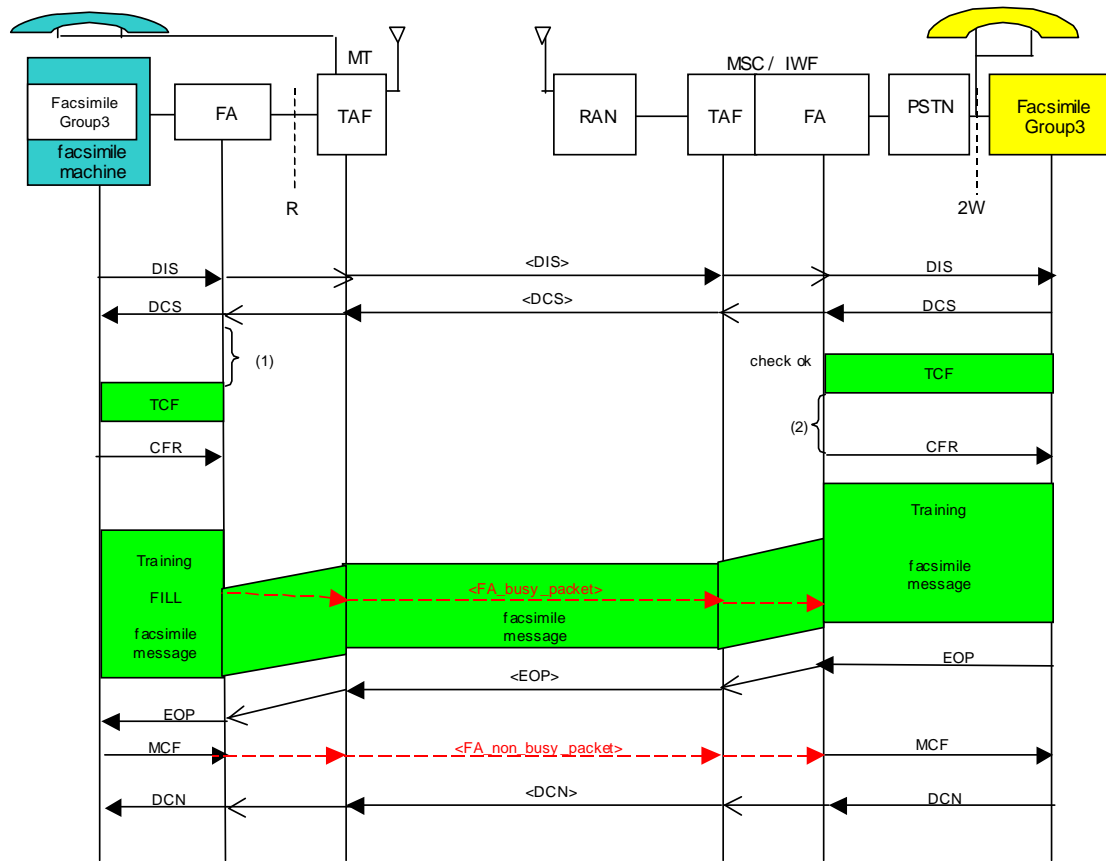 MT
MSC / IWF
Facsimile
Group3
facsimile
machine
FA
TAF
RAN
TAF
FA
PSTN
Facsimile
Group3
R
2W
DIS
<DIS>
DIS
DCS
<DCS>
DCS
(1)
check ok
TCF
TCF
(2)
CFR
CFR
Training
facsimile
message
Training
FILL
facsimile
message
<FA_busy_packet>
facsimile
message
EOP
<EOP>
EOP
MCF
<FA_non_busy_packet>
MCF
DCN
<DCN>
DCN